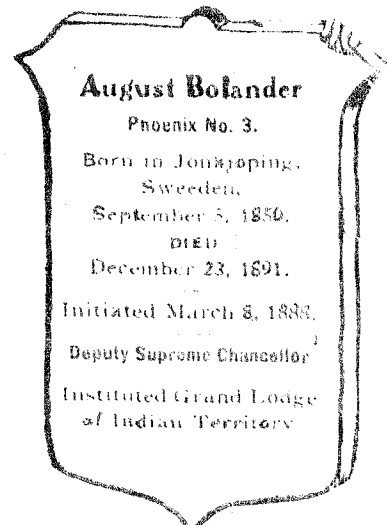 August Bolander
Phoenix No. 3.
Born in Jonkjoping,
Sweeden,
September 5, 1850.
DIED
December 23, 1891.
Initiated March 8, 1888.
Deputy Supreme Chancellor
Instituted Grand Lodge
of Indian Territory